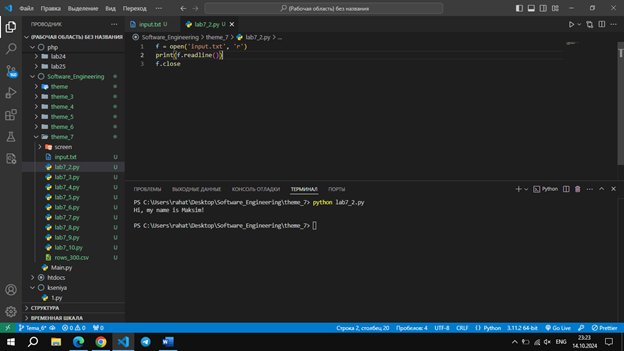 Файл Правка Выделение Вид Переход ···
(Рабочая область) без названия
ПРОВОДНИК ···
(РАБОЧАЯ ОБЛАСТЬ) БЕЗ НАЗВАНИЯ
php
lab24
lab25
Software_Engineering
theme
theme_3
theme_4
theme_5
theme_6
theme_7
screen
input.txt U
lab7_2.py U
lab7_3.py U
lab7_4.py U
lab7_5.py U
lab7_6.py U
lab7_7.py U
lab7_8.py U
lab7_9.py U
lab7_10.py U
rows_300.csv U
Main.py
htdocs
kseniya
1.py
СТРУКТУРА
ВРЕМЕННАЯ ШКАЛА
input.txt U lab7_2.py U ×
Software_Engineering > theme_7 > lab7_2.py > ...
1 f = open('input.txt', 'r')
2 print(f.readline())
3 f.close
ПРОБЛЕМЫ ВЫХОДНЫЕ ДАННЫЕ КОНСОЛЬ ОТЛАДКИ ТЕРМИНАЛ ПОРТЫ
Python
PS C:\Users\rahat\Desktop\Software_Engineering\theme_7> python lab7_2.py
Hi, my name is Maksim!
PS C:\Users\rahat\Desktop\Software_Engineering\theme_7>
Tema_6* 0 0 0 Строка 2, столбец 20 Пробелов: 4 UTF-8 CRLF Python 3.11.2 64-bit Go Live Prettier
ENG
23:23
14.10.2024